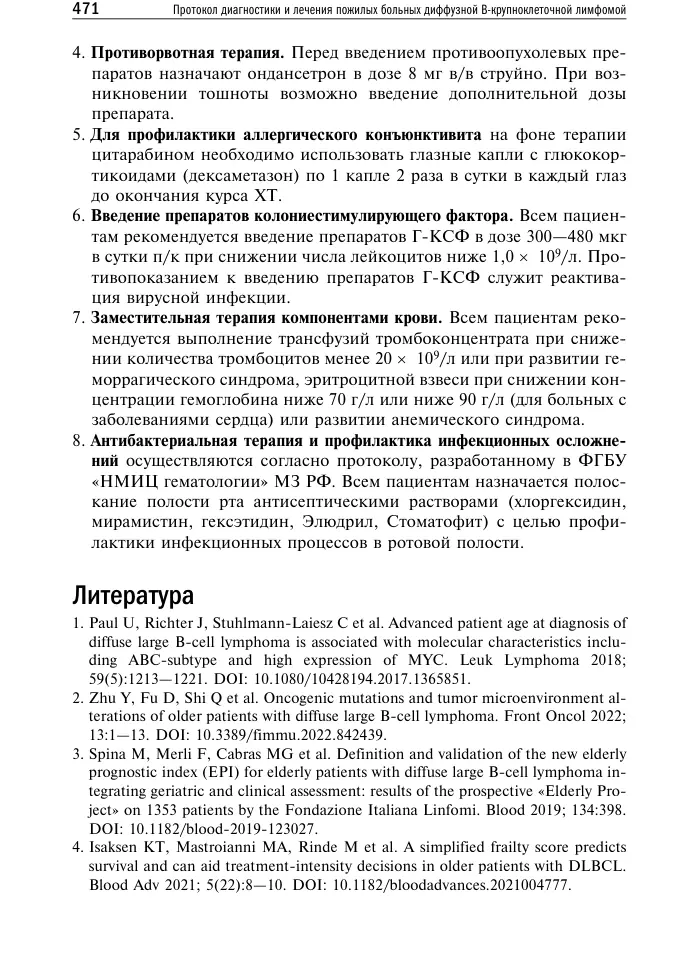 471 Протокол диагностики и лечения пожилых больных диффузной В-крупноклеточной лимфомой
4. Противорвотная терапия. Перед введением противоопухолевых пре-
паратов назначают ондансетрон в дозе 8 мг в/в струйно. При воз-
никновении тошноты возможно введение дополнительной дозы
препарата.
5. Для профилактики аллергического конъюнктивита на фоне терапии
цитарабином необходимо использовать глазные капли с глюкокор-
тикоидами (дексаметазон) по 1 капле 2 раза в сутки в каждый глаз
до окончания курса ХТ.
6. Введение препаратов колониестимулирующего фактора. Всем пациен-
там рекомендуется введение препаратов Г-КСФ в дозе 300—480 мкг
в сутки п/к при снижении числа лейкоцитов ниже 1,0 × 10⁹/л. Про-
тивопоказанием к введению препаратов Г-КСФ служит реактива-
ция вирусной инфекции.
7. Заместительная терапия компонентами крови. Всем пациентам реко-
мендуется выполнение трансфузий тромбоконцентрата при сниже-
нии количества тромбоцитов менее 20 × 10⁹/л или при развитии ге-
моррагического синдрома, эритроцитной взвеси при снижении кон-
центрации гемоглобина ниже 70 г/л или ниже 90 г/л (для больных с
заболеваниями сердца) или развитии анемического синдрома.
8. Антибактериальная терапия и профилактика инфекционных осложне-
ний осуществляются согласно протоколу, разработанному в ФГБУ
«НМИЦ гематологии» МЗ РФ. Всем пациентам назначается полос-
кание полости рта антисептическими растворами (хлоргексидин,
мирамистин, гексэтидин, Элюдрил, Стоматофит) с целью профи-
лактики инфекционных процессов в ротовой полости.
Литература
1. Paul U, Richter J, Stuhlmann-Laiesz C et al. Advanced patient age at diagnosis of
diffuse large B-cell lymphoma is associated with molecular characteristics inclu-
ding ABC-subtype and high expression of MYC. Leuk Lymphoma 2018;
59(5):1213—1221. DOI: 10.1080/10428194.2017.1365851.
2. Zhu Y, Fu D, Shi Q et al. Oncogenic mutations and tumor microenvironment al-
terations of older patients with diffuse large B-cell lymphoma. Front Oncol 2022;
13:1—13. DOI: 10.3389/fimmu.2022.842439.
3. Spina M, Merli F, Cabras MG et al. Definition and validation of the new elderly
prognostic index (EPI) for elderly patients with diffuse large B-cell lymphoma in-
tegrating geriatric and clinical assessment: results of the prospective «Elderly Pro-
ject» on 1353 patients by the Fondazione Italiana Linfomi. Blood 2019; 134:398.
DOI: 10.1182/blood-2019-123027.
4. Isaksen KT, Mastroianni MA, Rinde M et al. A simplified frailty score predicts
survival and can aid treatment-intensity decisions in older patients with DLBCL.
Blood Adv 2021; 5(22):8—10. DOI: 10.1182/bloodadvances.2021004777.